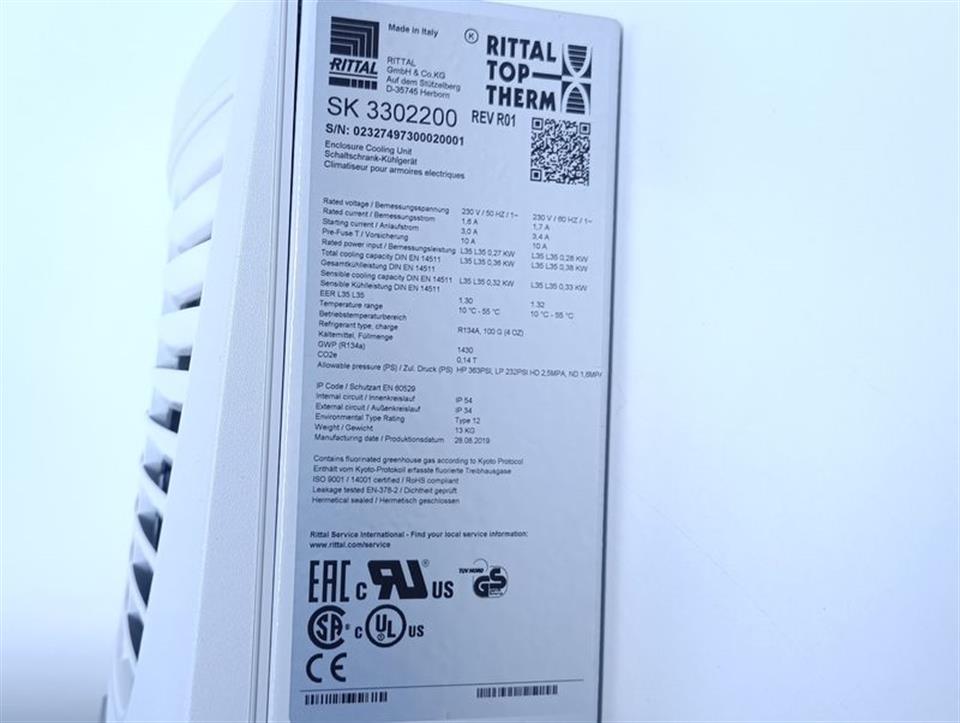 RITTAL
Made in Italy
K
RITTAL
GmbH & Co.KG
Auf dem Stützelberg
D-35745 Herborn
RITTAL
TOP
THERM
SK 3302200 REV R01
S/N: 02327497300020001
Enclosure Cooling Unit
Schaltschrank-Kühlgerät
Climatiseur pour armoires electriques
Rated voltage / Bemessungsspannung 230 V / 50 HZ / 1~ 230 V / 60 HZ / 1~
Rated current / Bemessungsstrom 1,6 A 1,7 A
Starting current / Anlaufstrom 3,0 A 3,4 A
Pre-Fuse T / Vorsicherung 10 A 10 A
Rated power input / Bemessungsleistung L35 L35 0,27 KW L35 L35 0,28 KW
Total cooling capacity DIN EN 14511 L35 L35 0,36 KW L35 L35 0,38 KW
Gesamtkühlleistung DIN EN 14511
Sensible cooling capacity DIN EN 14511 L35 L35 0,32 KW L35 L35 0,33 KW
Sensible Kühlleistung DIN EN 14511
EER L35 L35 1.30 1.32
Temperature range 10 °C - 55 °C 10 °C - 55 °C
Betriebstemperaturbereich
Refrigerant type, charge R134A, 100 G (4 OZ)
Kältemittel, Füllmenge
GWP (R134a) 1430
CO2e 0,14 T
Allowable pressure (PS) / Zul. Druck (PS) HP 363PSI, LP 232PSI HD 2,5MPA, ND 1,6MPA
IP Code / Schutzart EN 60529
Internal circuit / Innenkreislauf IP 54
External circuit / Außenkreislauf IP 34
Environmental Type Rating Type 12
Weight / Gewicht 13 KG
Manufacturing date / Produktionsdatum 28.08.2019
Contains fluorinated greenhouse gas according to Kyoto Protocol
Enthält vom Kyoto-Protokoll erfasste fluorierte Treibhausgase
ISO 9001 / 14001 certified / RoHS compliant
Leakage tested EN-378-2 / Dichtheit geprüft
Hermetical sealed / Hermetisch geschlossen
Rittal Service International - Find your local service information:
www.rittal.com/service
EAC c RU ® US TUV NORD GS
SA ® c UL US
CE